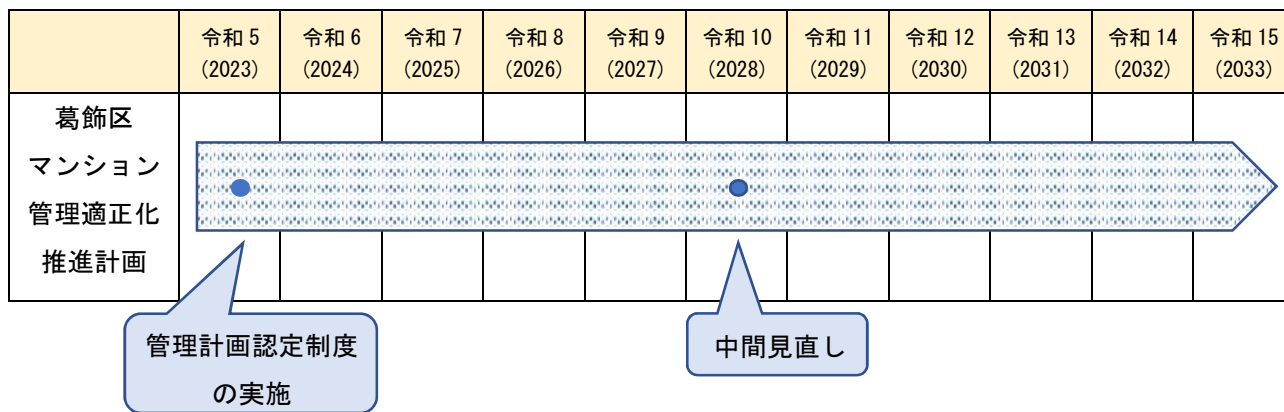 令和 5 令和 6 令和 7 令和 8 令和 9 令和 10 令和 11 令和 12 令和 13 令和 14 令和 15
(2023) (2024) (2025) (2026) (2027) (2028) (2029) (2030) (2031) (2032) (2033)
葛飾区
マンション
管理適正化
推進計画
管理計画認定制度
の実施
中間見直し